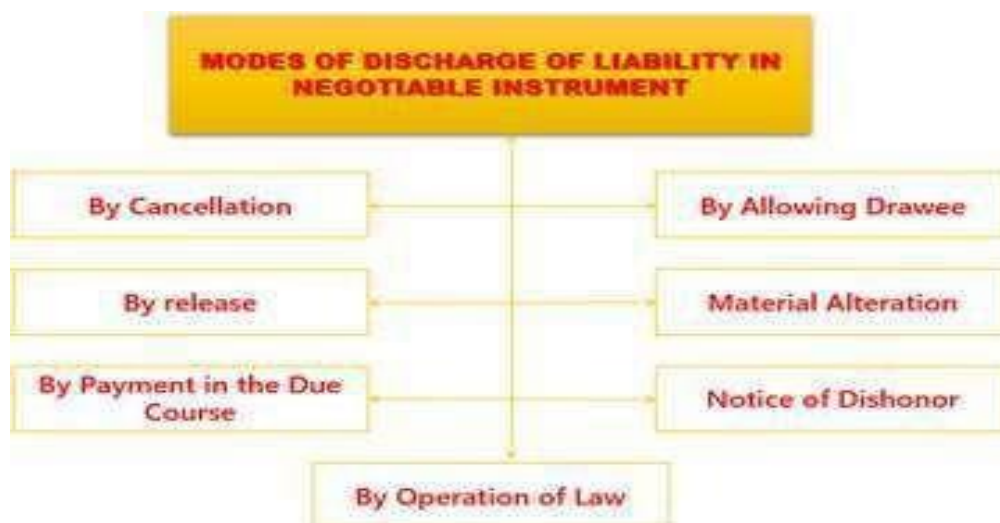 MODES OF DISCHARGE OF LIABILITY IN
NEGOTIABLE INSTRUMENT
By Cancellation
By Allowing Drawee
By release
Material Alteration
By Payment in the Due
Course
Notice of Dishonor
By Operation of Law